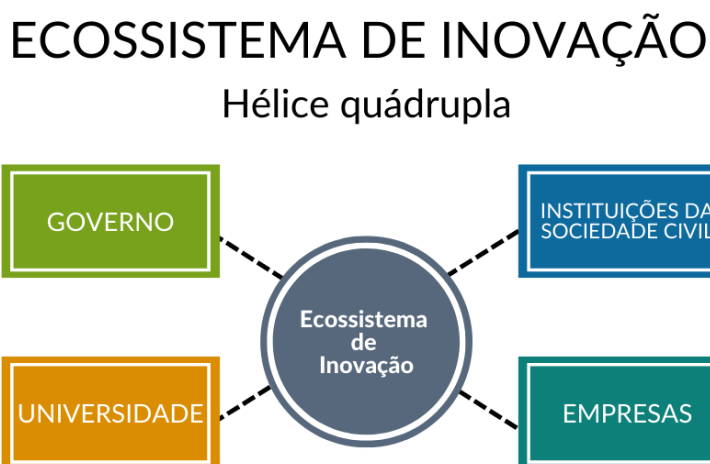 ECOSSISTEMA DE INOVAÇÃO
Hélice quádrupla
GOVERNO
INSTITUIÇÕES DA
SOCIEDADE CIVIL
Ecossistema
de
Inovação
UNIVERSIDADE
EMPRESAS